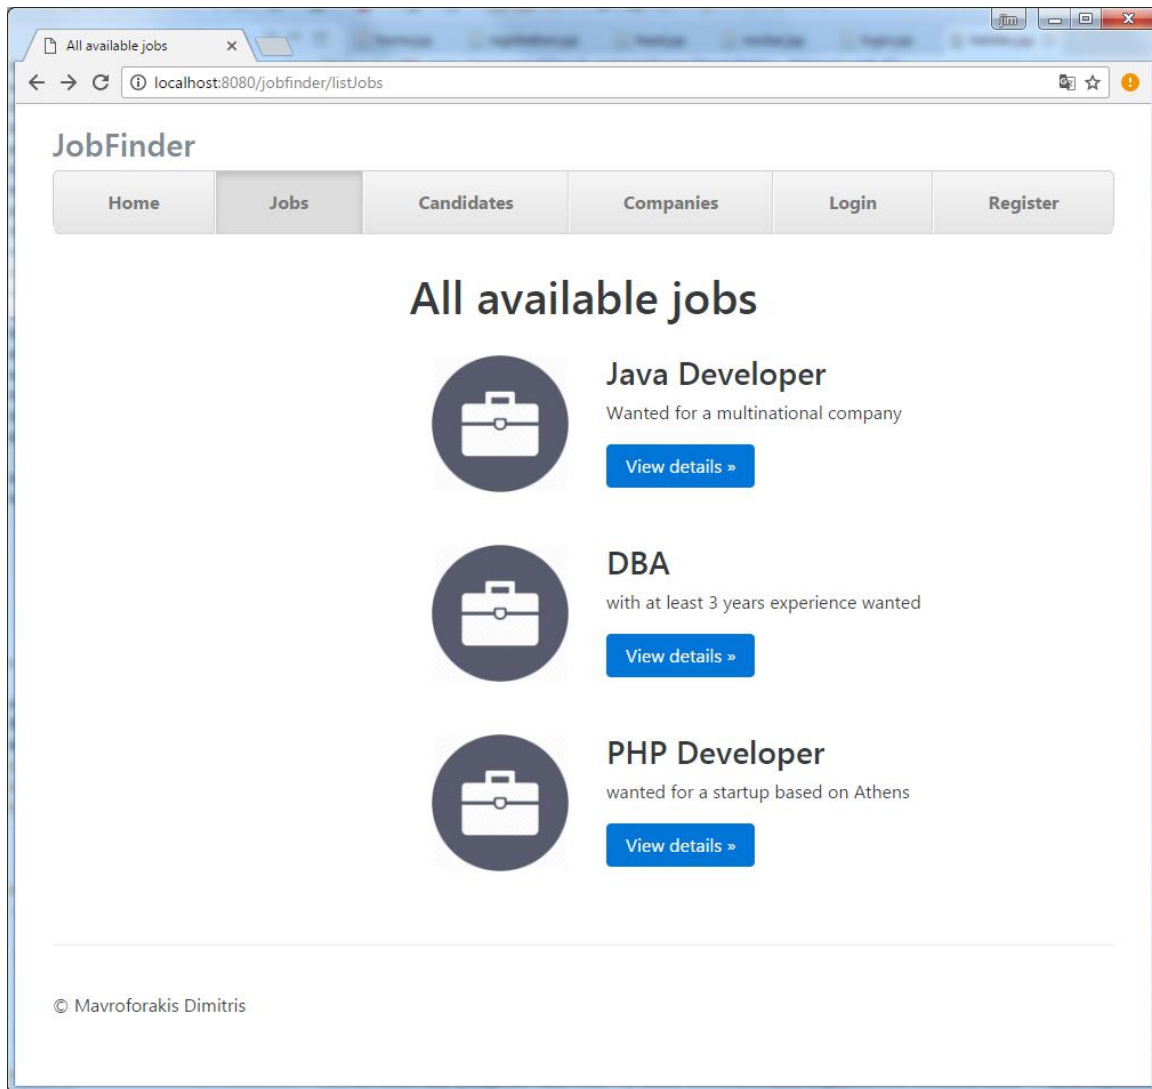 jim
All available jobs
localhost:8080/jobfinder/listJobs
JobFinder
Home Jobs Candidates Companies Login Register
All available jobs
Java Developer
Wanted for a multinational company
View details »
DBA
with at least 3 years experience wanted
View details »
PHP Developer
wanted for a startup based on Athens
View details »
© Mavroforakis Dimitris